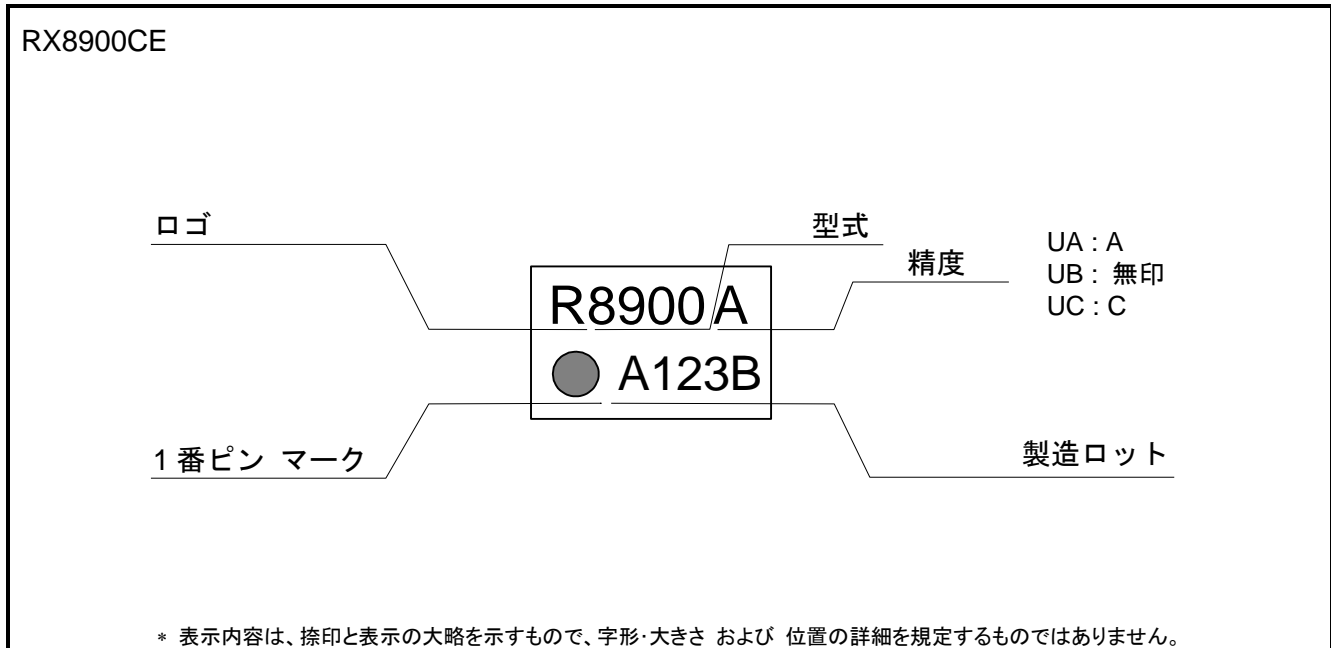 RX8900CE
ロゴ
型式
精度
UA : A
UB : 無印
UC : C
R8900 A
A123B
1 番ピン マーク
製造ロット
* 表示内容は、捺印と表示の大略を示すもので、字形・大きさ および 位置の詳細を規定するものではありません。